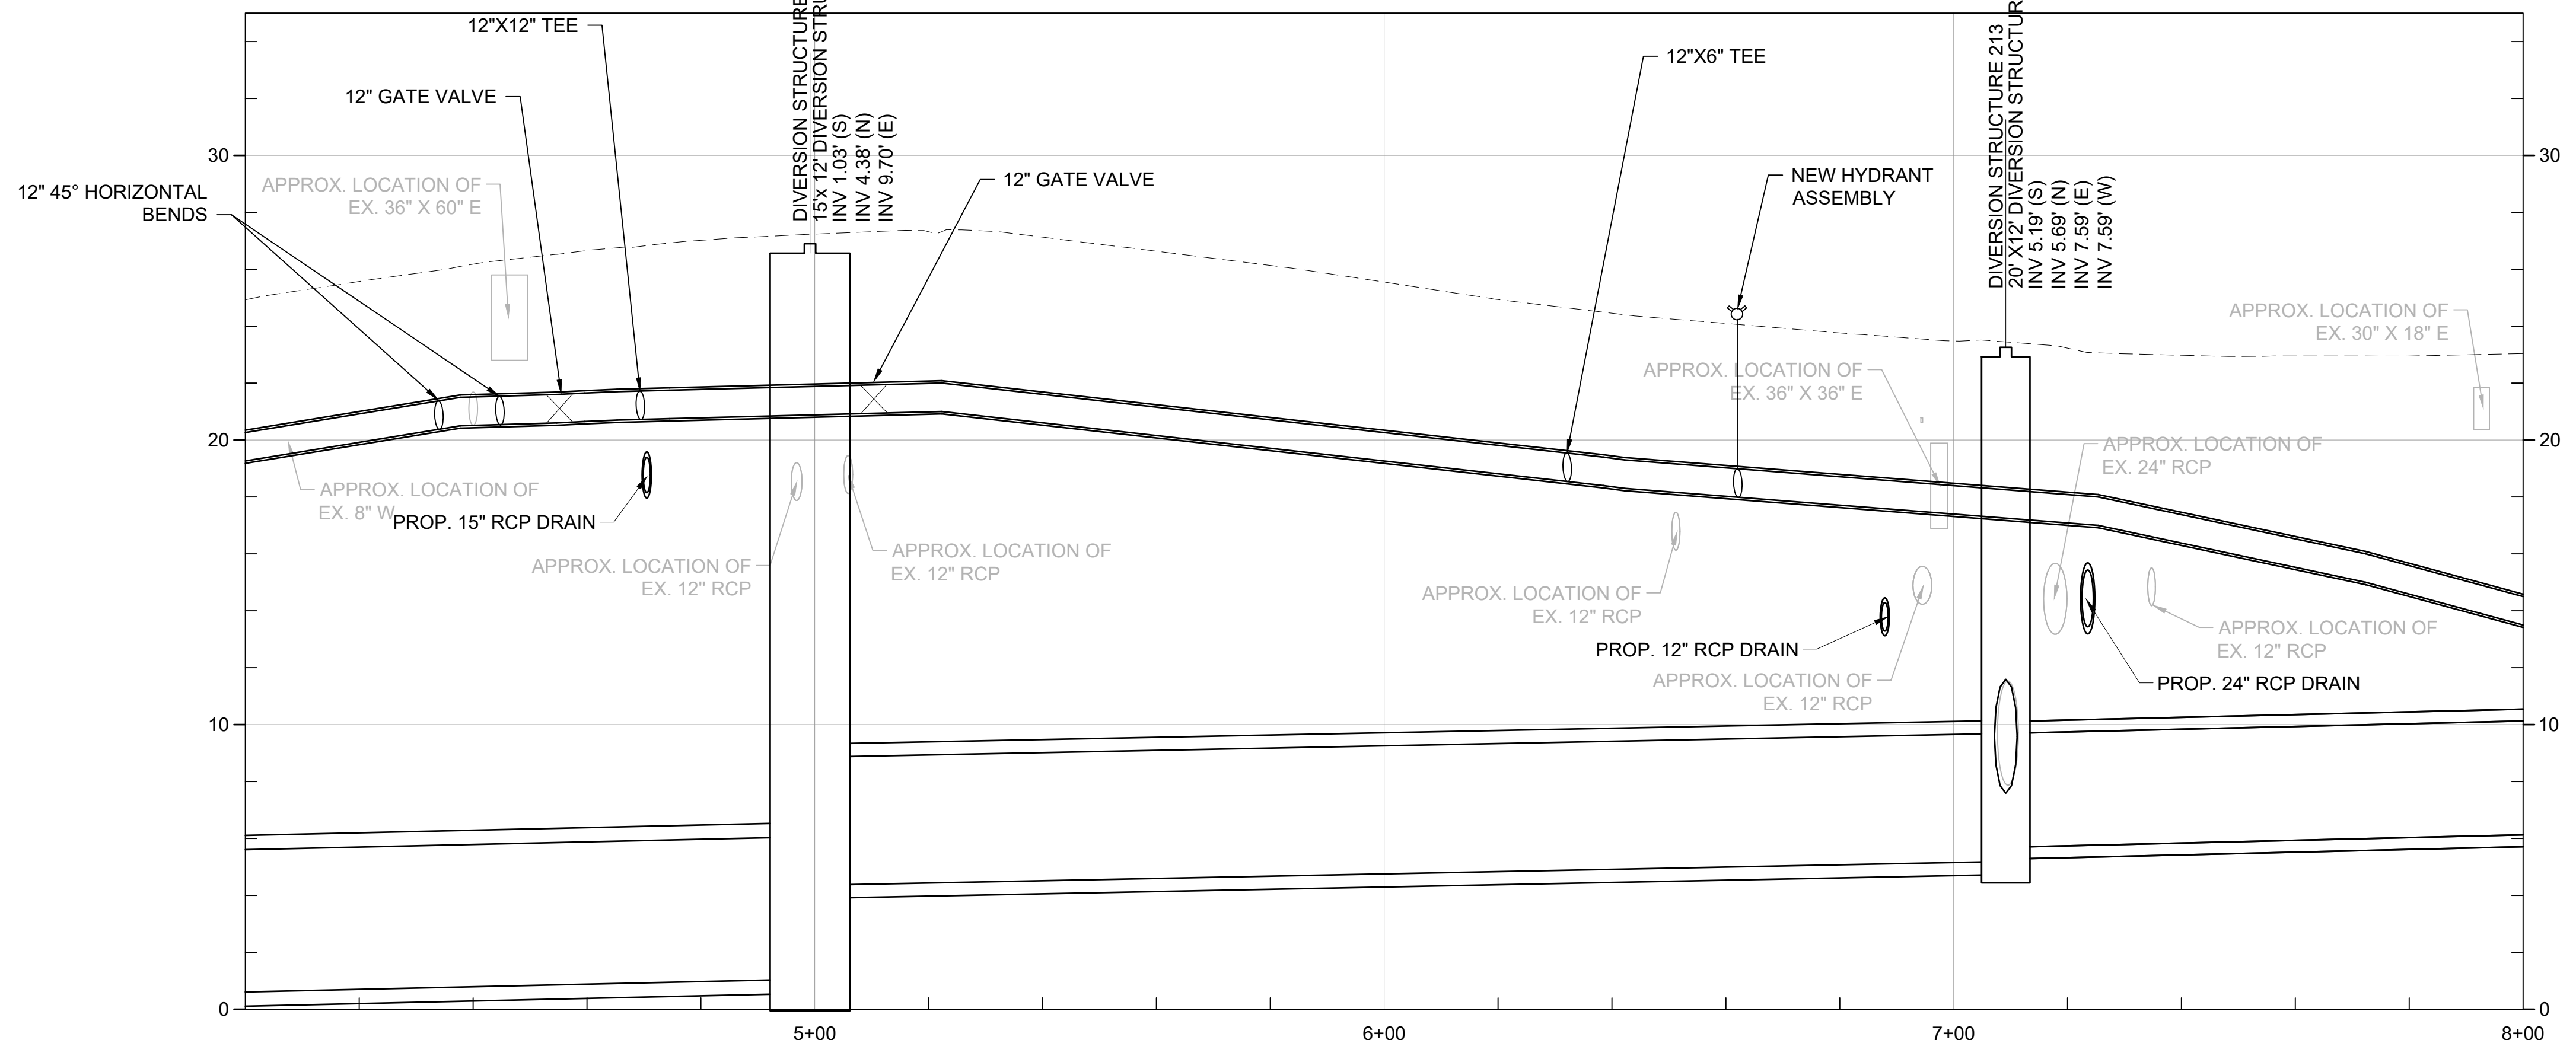 12"X12" TEE
12" GATE VALVE
12" 45° HORIZONTAL
BENDS
APPROX. LOCATION OF
EX. 36" X 60" E
DIVERSION STRUCTURE
15'x 12' DIVERSION
INV 1.03' (S)
INV 4.38' (N)
INV 9.70' (E)
12" GATE VALVE
12"X6" TEE
NEW HYDRANT
ASSEMBLY
DIVERSION STRUCTURE 213
20' X12' DIVERSION
INV 5.19' (S)
INV 5.69' (N)
INV 7.59' (E)
INV 7.59' (W)
APPROX. LOCATION OF
EX. 30" X 18" E
APPROX. LOCATION OF
EX. 36" X 36" E
APPROX. LOCATION OF
EX. 24" RCP
APPROX. LOCATION OF
EX. 8" W
PROP. 15" RCP DRAIN
APPROX. LOCATION OF
EX. 12" RCP
APPROX. LOCATION OF
EX. 12" RCP
APPROX. LOCATION OF
EX. 12" RCP
PROP. 12" RCP DRAIN
APPROX. LOCATION OF
EX. 12" RCP
APPROX. LOCATION OF
EX. 12" RCP
PROP. 24" RCP DRAIN
30
20
10
0
30
20
10
0
5+00
6+00
7+00
8+00